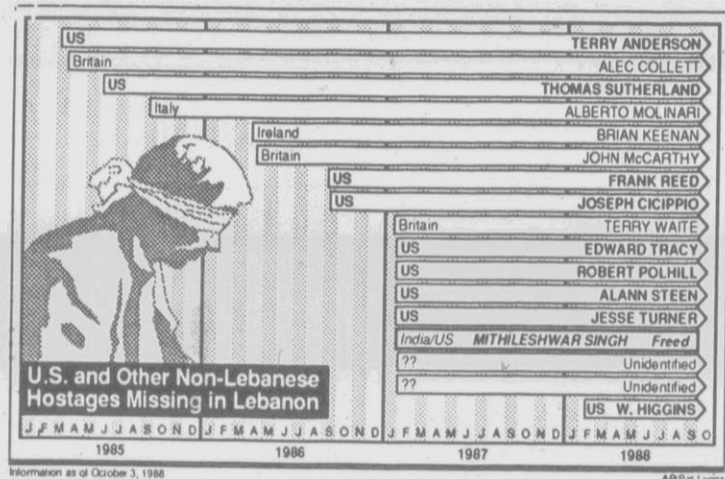 US TERRY ANDERSON
Britain ALEC COLLETT
US THOMAS SUTHERLAND
Italy ALBERTO MOLINARI
Ireland BRIAN KEENAN
Britain JOHN McCARTHY
US FRANK REED
US JOSEPH CICIPPIO
Britain TERRY WAITE
US EDWARD TRACY
US ROBERT POLHILL
US ALANN STEEN
US JESSE TURNER
India/US MITHILESHWAR SINGH Freed
?? Unidentified
?? Unidentified
US W. HIGGINS
U.S. and Other Non-Lebanese
Hostages Missing in Lebanon
J F M A M J J A S O N D J F M A M J J A S O N D J F M A M J J A S O N D J F M A M J J A S O
1985 1986 1987 1988
Information as of October 3, 1988